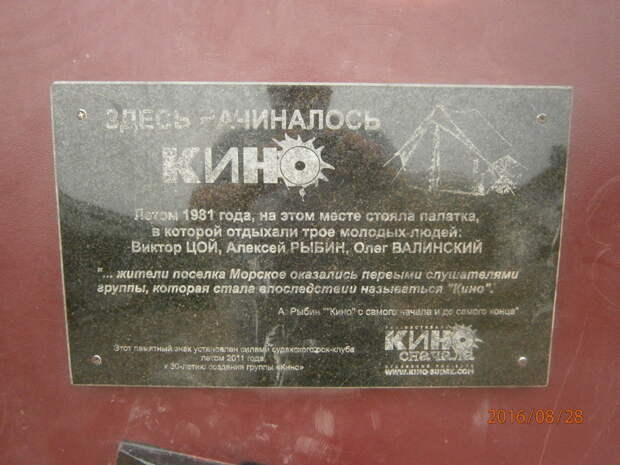 ЗДЕСЬ НАЧИНАЛОСЬ
КИНО
Летом 1981 года, на этом месте стояла палатка,
в которой отдыхали трое молодых людей:
Виктор ЦОЙ, Алексей РЫБИН, Олег ВАЛИНСКИЙ
"... жители поселка Морское оказались первыми слушателями
группы, которая стала впоследствии называться "Кино".
А. Рыбин ""Кино" с самого начала и до самого конца"
Этот памятный знак установлен силами судакского рок-клуба
летом 2011 года,
к 30-летию создания группы «Кино»
КИНО
сначала
WWW.KINO-SUDAK.COM
2016/08/28